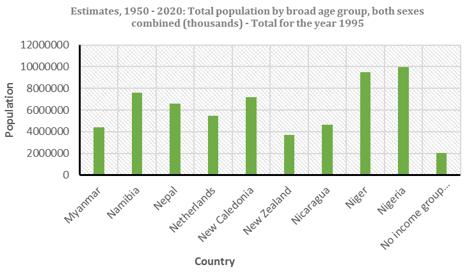 Estimates, 1950 - 2020: Total population by broad age group, both sexes
combined (thousands) - Total for the year 1995
12000000
10000000
8000000
6000000
4000000
2000000
0
Population
Myanmar
Namibia
Nepal
Netherlands
New Caledonia
New Zealand
Nicaragua
Niger
Nigeria
No income group...
Country